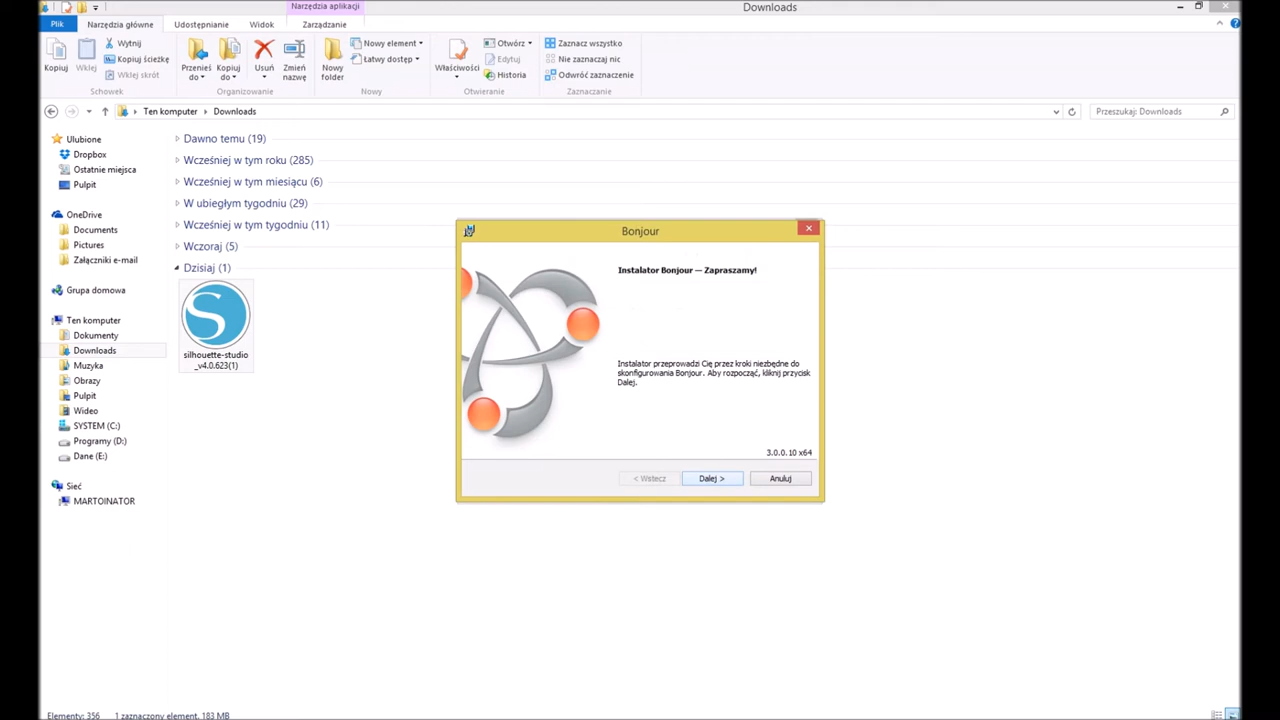 Narzędzia aplikacji
Downloads
Plik
Narzędzia główne
Udostępnianie
Widok
Zarządzanie
Kopiuj
Wklej
Wytnij
Kopiuj ścieżkę
Wklej skrót
Schowek
Przenieś do
Kopiuj do
Usuń
Zmień nazwę
Organizowanie
Nowy folder
Nowy element
Łatwy dostęp
Nowy
Właściwości
Otwórz
Edytuj
Historia
Otwieranie
Zaznacz wszystko
Nie zaznaczaj nic
Odwróć zaznaczenie
Zaznaczanie
Ten komputer
Downloads
Przeszukaj: Downloads
Ulubione
Dropbox
Ostatnie miejsca
Pulpit
OneDrive
Documents
Pictures
Załączniki e-mail
Grupa domowa
Ten komputer
Dokumenty
Downloads
Muzyka
Obrazy
Pulpit
Wideo
SYSTEM (C:)
Programy (D:)
Dane (E:)
Sieć
MARTOINATOR
Dawno temu (19)
Wcześniej w tym roku (285)
Wcześniej w tym miesiącu (6)
W ubiegłym tygodniu (29)
Wcześniej w tym tygodniu (11)
Wczoraj (5)
Dzisiaj (1)
S
silhouette-studio
_v4.0.623(1)
Bonjour
Instalator Bonjour — Zapraszamy!
Instalator przeprowadzi Cię przez kroki niezbędne do
skonfigurowania Bonjour. Aby rozpocząć, kliknij przycisk
Dalej.
3.0.0.10 x64
< Wstecz
Dalej >
Anuluj
Elementy: 356
1 zaznaczony element. 183 MB